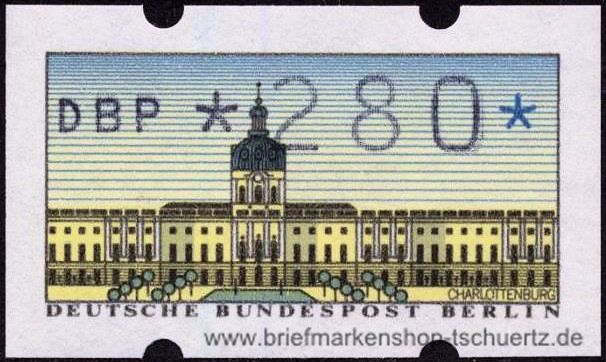 DBP *280*
CHARLOTTENBURG
DEUTSCHE BUNDESPOST BERLIN
www.briefmarkenshop-tschuertz.de